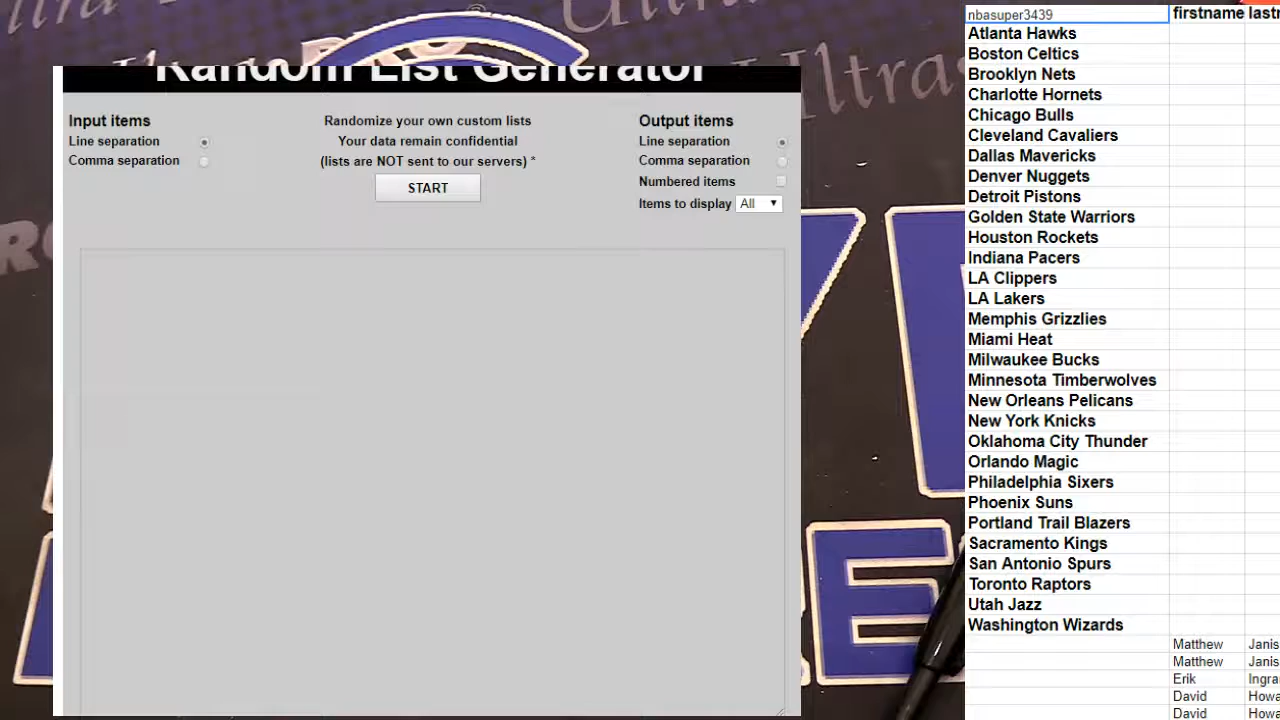 Random List Generator
Input items
Line separation
Comma separation
Randomize your own custom lists
Your data remain confidential
(lists are NOT sent to our servers) *
START
Output items
Line separation
Comma separation
Numbered items
Items to display All
nbasuper3439 firstname
Atlanta Hawks
Boston Celtics
Brooklyn Nets
Charlotte Hornets
Chicago Bulls
Cleveland Cavaliers
Dallas Mavericks
Denver Nuggets
Detroit Pistons
Golden State Warriors
Houston Rockets
Indiana Pacers
LA Clippers
LA Lakers
Memphis Grizzlies
Miami Heat
Milwaukee Bucks
Minnesota Timberwolves
New Orleans Pelicans
New York Knicks
Oklahoma City Thunder
Orlando Magic
Philadelphia Sixers
Phoenix Suns
Portland Trail Blazers
Sacramento Kings
San Antonio Spurs
Toronto Raptors
Utah Jazz
Washington Wizards
Matthew Janis
Matthew Janis
Erik
David
David